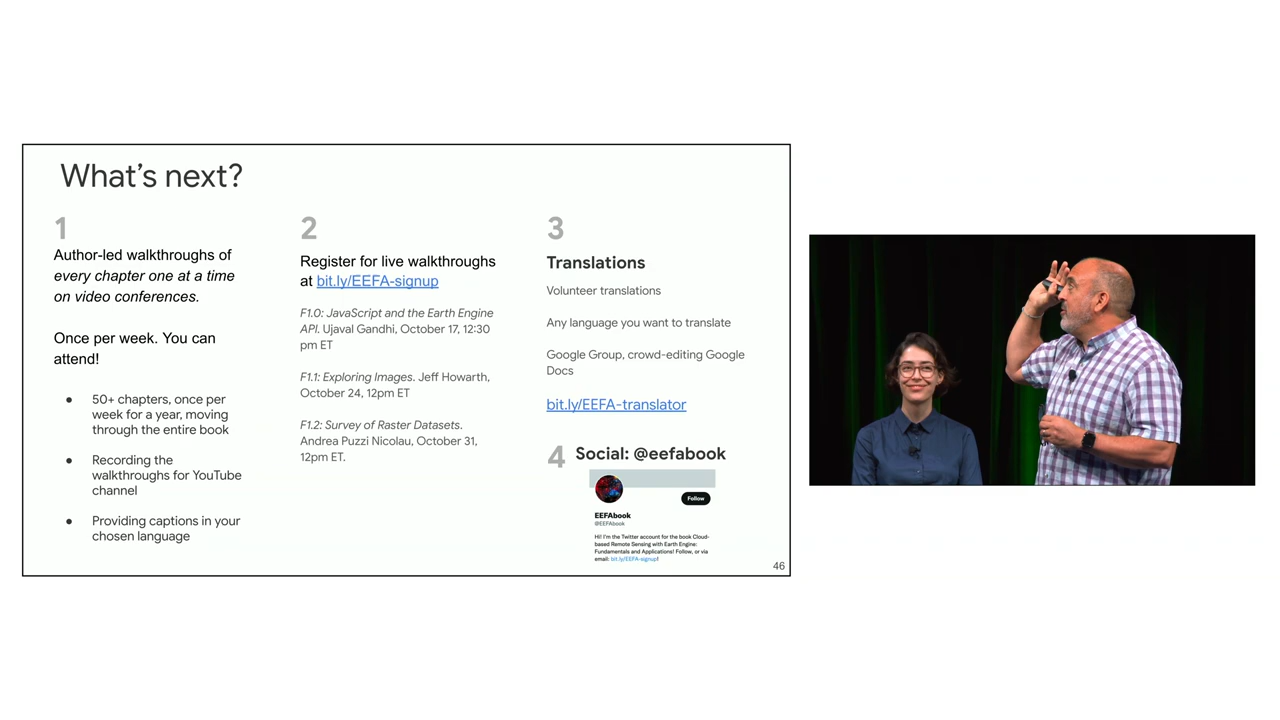 What's next?
1
Author-led walkthroughs of
every chapter one at a time
on video conferences.
Once per week. You can
attend!
● 50+ chapters, once per
week for a year, moving
through the entire book
● Recording the
walkthroughs for YouTube
channel
● Providing captions in your
chosen language
2
Register for live walkthroughs
at bit.ly/EEFA-signup
F1.0: JavaScript and the Earth Engine
API. Ujaval Gandhi, October 17, 12:30
pm ET
F1.1: Exploring Images. Jeff Howarth,
October 24, 12pm ET
F1.2: Survey of Raster Datasets.
Andrea Puzzi Nicolau, October 31,
12pm ET.
3
Translations
Volunteer translations
Any language you want to translate
Google Group, crowd-editing Google
Docs
bit.ly/EEFA-translator
4 Social: @eefabook
Follow
EEFAbook
@EEFAbook
Hi! I'm the Twitter account for the book Cloud-
based Remote Sensing with Earth Engine:
Fundamentals and Applications! Follow, or via
email: bit.ly/EEFA-signup!
46